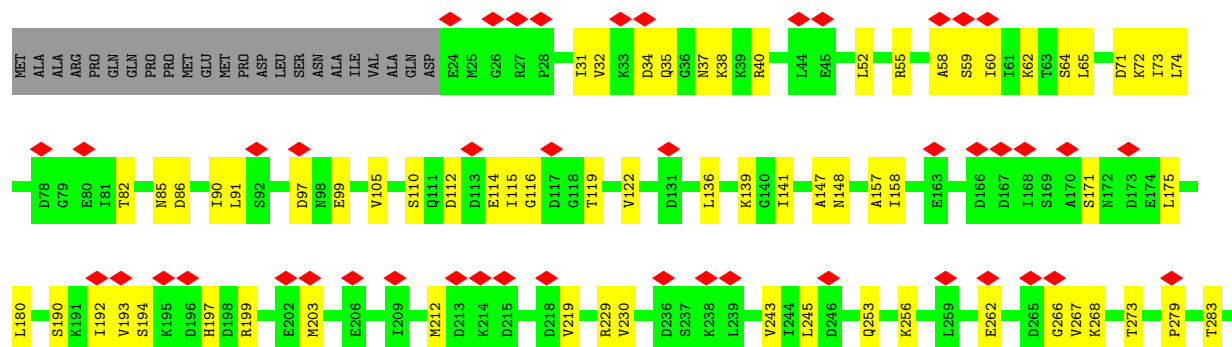 MET ALA ALA ARG PRO GLN GLN PRO PRO MET GLU MET PRO ASP LEU SER ASN ALA ILE VAL ALA GLN ASP E24 M25 G26 R27 P28 I31 V32 K33 D34 Q35 G36 N37 K38 K39 R40 L44 E45 L52 R55 A58 S59 I60 I61 K62 T63 S64 L65 D71 K72 I73 L74
D78 G79 E80 I81 T82 N85 D86 I90 L91 S92 D97 N98 E99 V105 S110 Q111 D112 D113 E114 I115 G116 D117 G118 T119 V122 D131 L136 K139 G140 I141 A147 N148 A157 I158 E163 D166 D167 I168 S169 A170 S171 N172 D173 E174 L175
L180 S190 K191 I192 V193 S194 K195 D196 H197 D198 R199 E202 M203 E206 I209 M212 D213 K214 D215 D218 V219 R229 V230 D236 S237 K238 L239 V243 I244 L245 D246 Q253 K256 L259 E262 D265 G266 V267 K268 T273 P279 T283